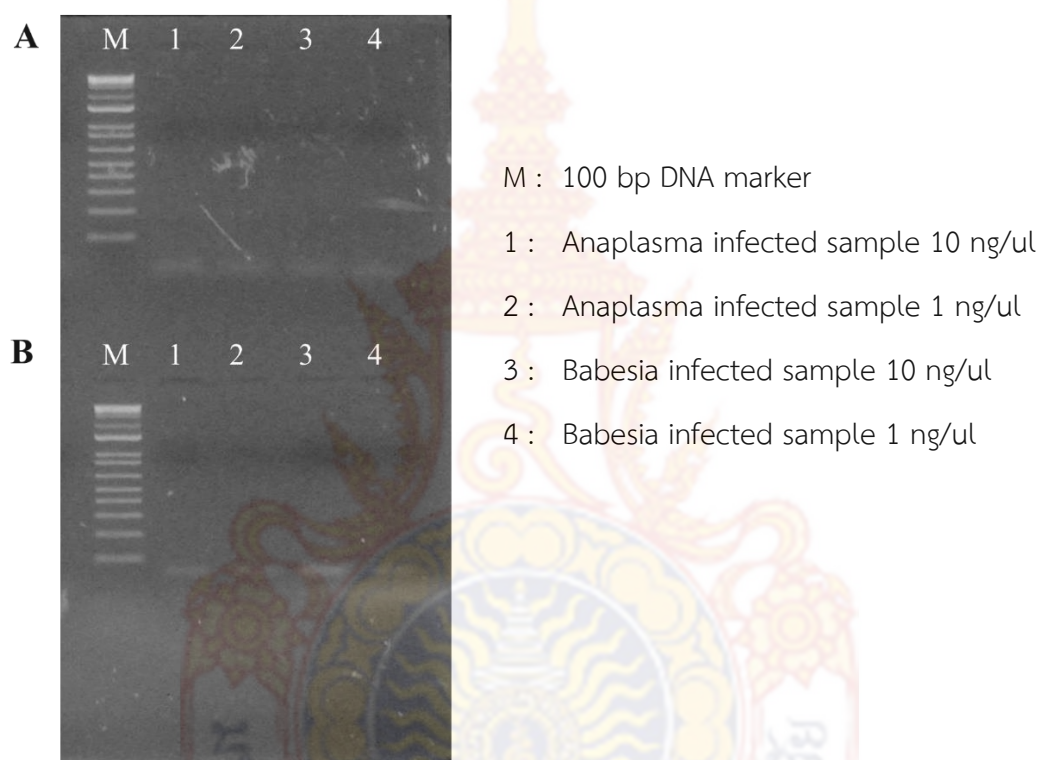 A
M 1 2 3 4
B
M 1 2 3 4
M : 100 bp DNA marker
1 : Anaplasma infected sample 10 ng/ul
2 : Anaplasma infected sample 1 ng/ul
3 : Babesia infected sample 10 ng/ul
4 : Babesia infected sample 1 ng/ul